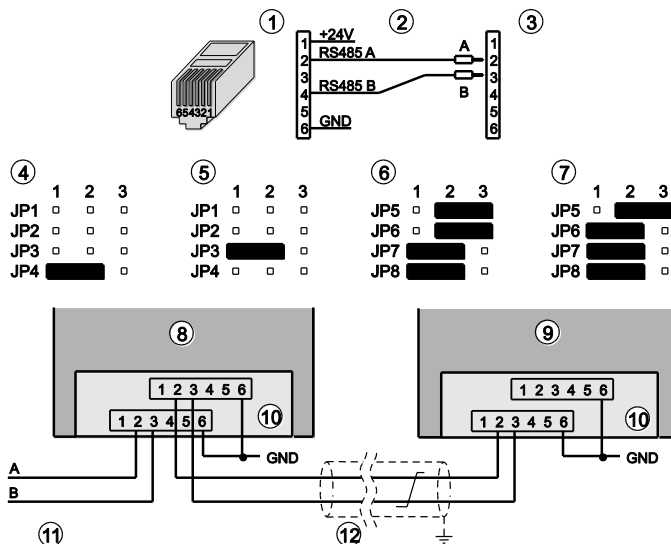 ① ② ③
1 +24V
2 RS485 A A
3
4 RS485 B B
5
6 GND
1
2
3
4
5
6
654321
④ ⑤ ⑥ ⑦
1 2 3 1 2 3 1 2 3 1 2 3
JP1 JP1 JP5 JP5
JP2 JP2 JP6 JP6
JP3 JP3 JP7 JP7
JP4 JP4 JP8 JP8
⑧ ⑨
1 2 3 4 5 6 1 2 3 4 5 6
1 2 3 4 5 6 ⑩ 1 2 3 4 5 6 ⑩
GND GND
A
B
⑪ ⑫